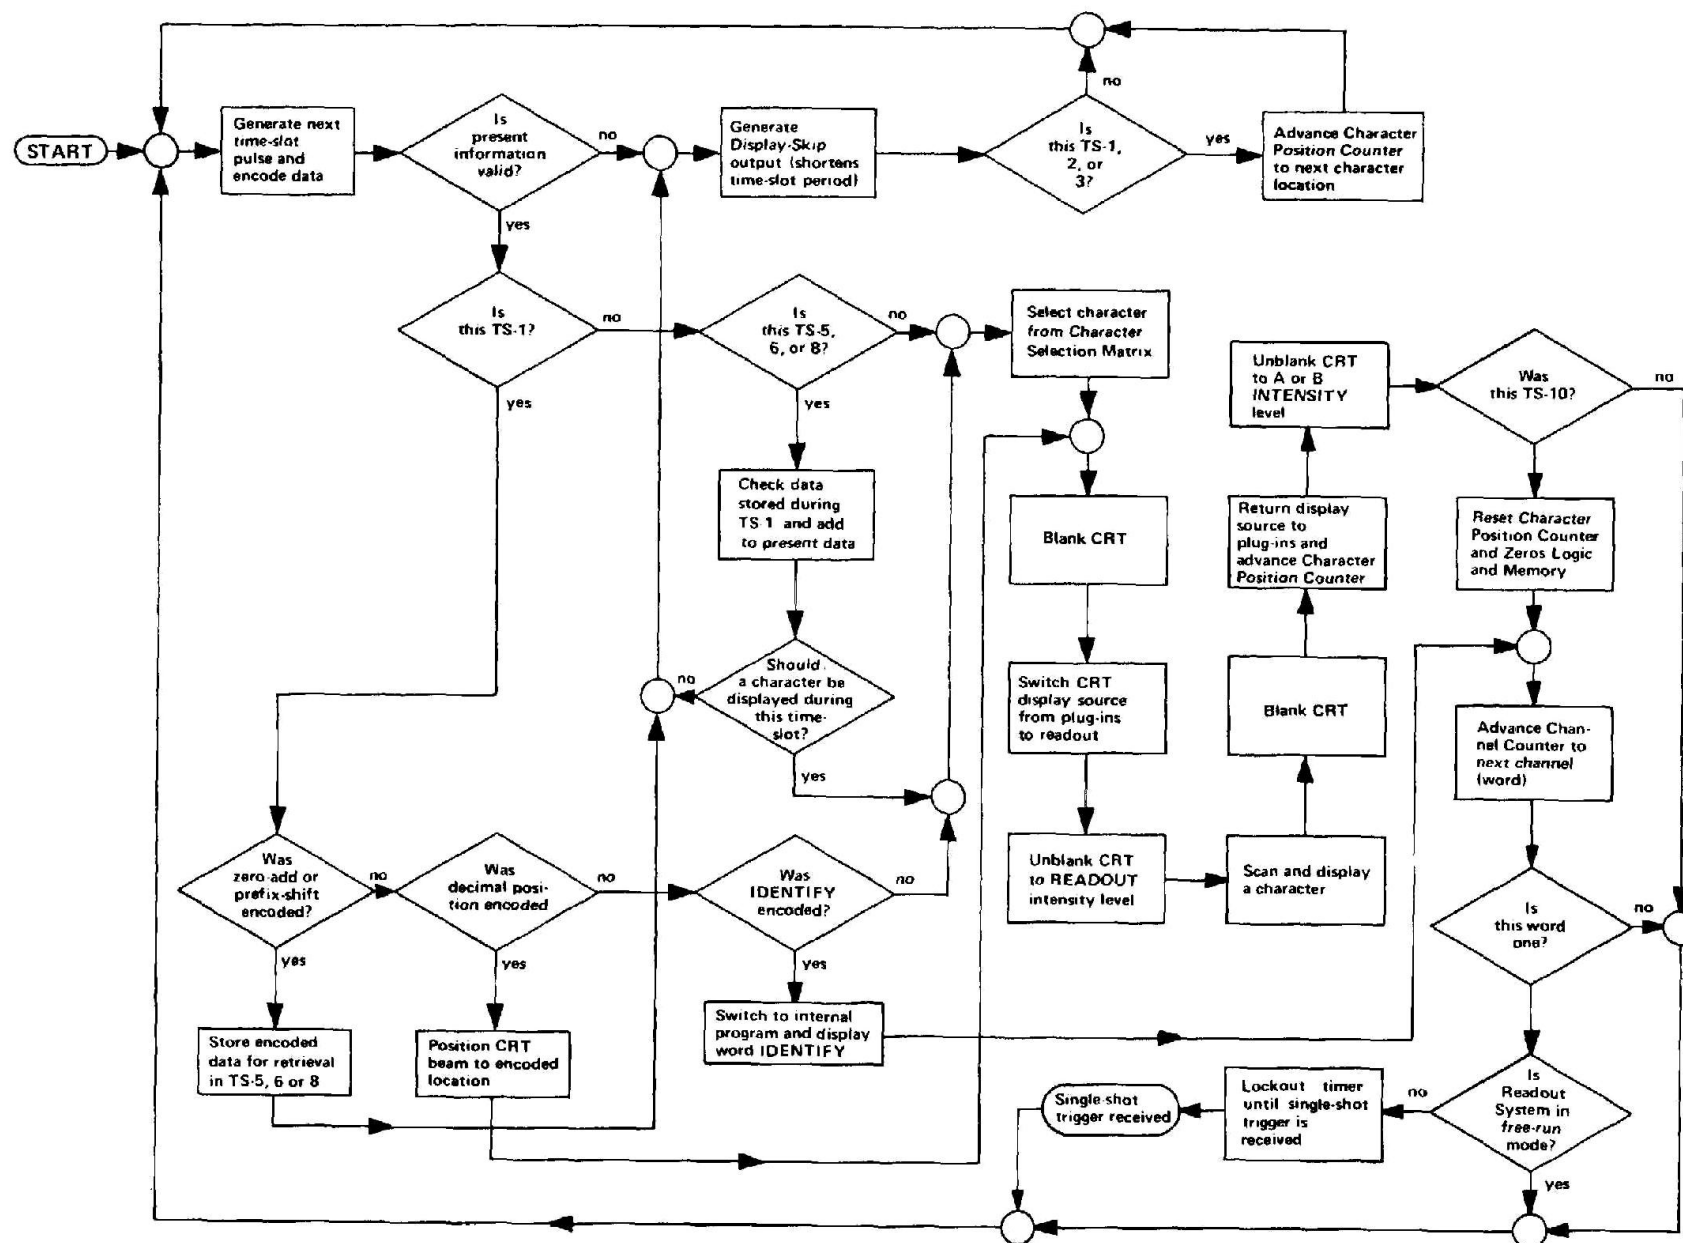 START
Generate next
time-slot
pulse and
encode data
Is
present
information
valid?
no
yes
Generate
Display-Skip
output (shortens
time-slot period)
Is
this TS-1,
2, or
3?
no
yes
Advance Character
Position Counter
to next character
location
Is
this TS-1?
no
yes
Is
this TS-5,
6, or 8?
no
yes
Select character
from Character
Selection Matrix
Check data
stored during
TS-1 and add
to present data
Should
a character be
displayed during
this time-
slot?
no
yes
Blank CRT
Switch CRT
display source
from plug-ins
to readout
Unblank CRT
to READOUT
intensity level
Scan and display
a character
Blank CRT
Return display
source to
plug-ins and
advance Character
Position Counter
Unblank CRT
to A or B
INTENSITY
level
Was
this TS-10?
no
Reset Character
Position Counter
and Zeros Logic
and Memory
Advance Chan-
nel Counter to
next channel
(word)
Is
this word
one?
no
Is
Readout
System in
free-run
mode?
no
yes
Lockout timer
until single-shot
trigger is
received
Single-shot
trigger received
Was
zero-add or
prefix-shift
encoded?
no
yes
Was
decimal posi-
tion encoded
no
yes
Was
IDENTIFY
encoded?
no
yes
Store encoded
data for retrieval
in TS-5, 6 or 8
Position CRT
beam to encoded
location
Switch to internal
program and display
word IDENTIFY